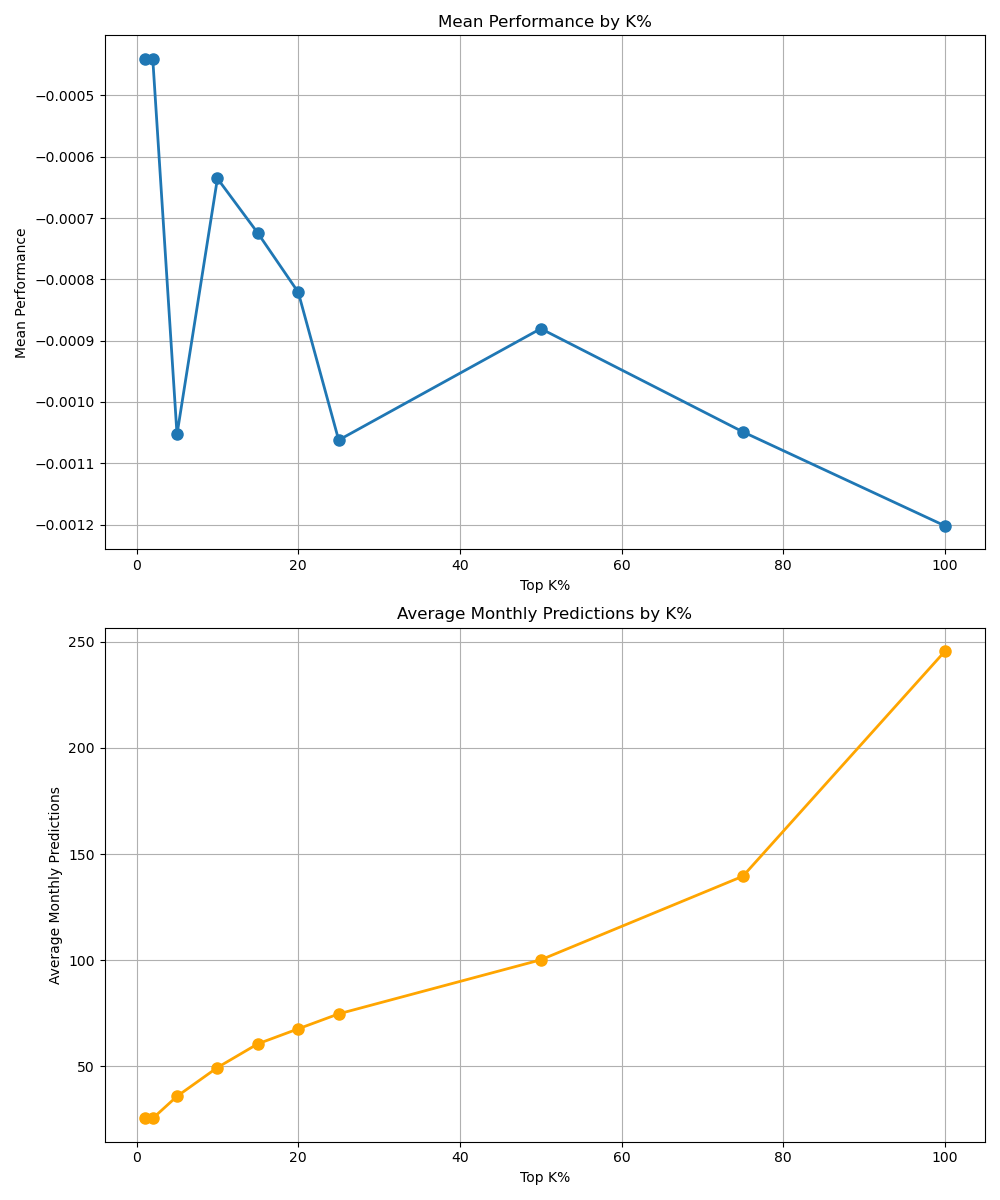 Mean Performance by K%
Mean Performance
−0.0005
−0.0006
−0.0007
−0.0008
−0.0009
−0.0010
−0.0011
−0.0012
0 20 40 60 80 100
Top K%
Average Monthly Predictions by K%
Average Monthly Predictions
250
200
150
100
50
0 20 40 60 80 100
Top K%